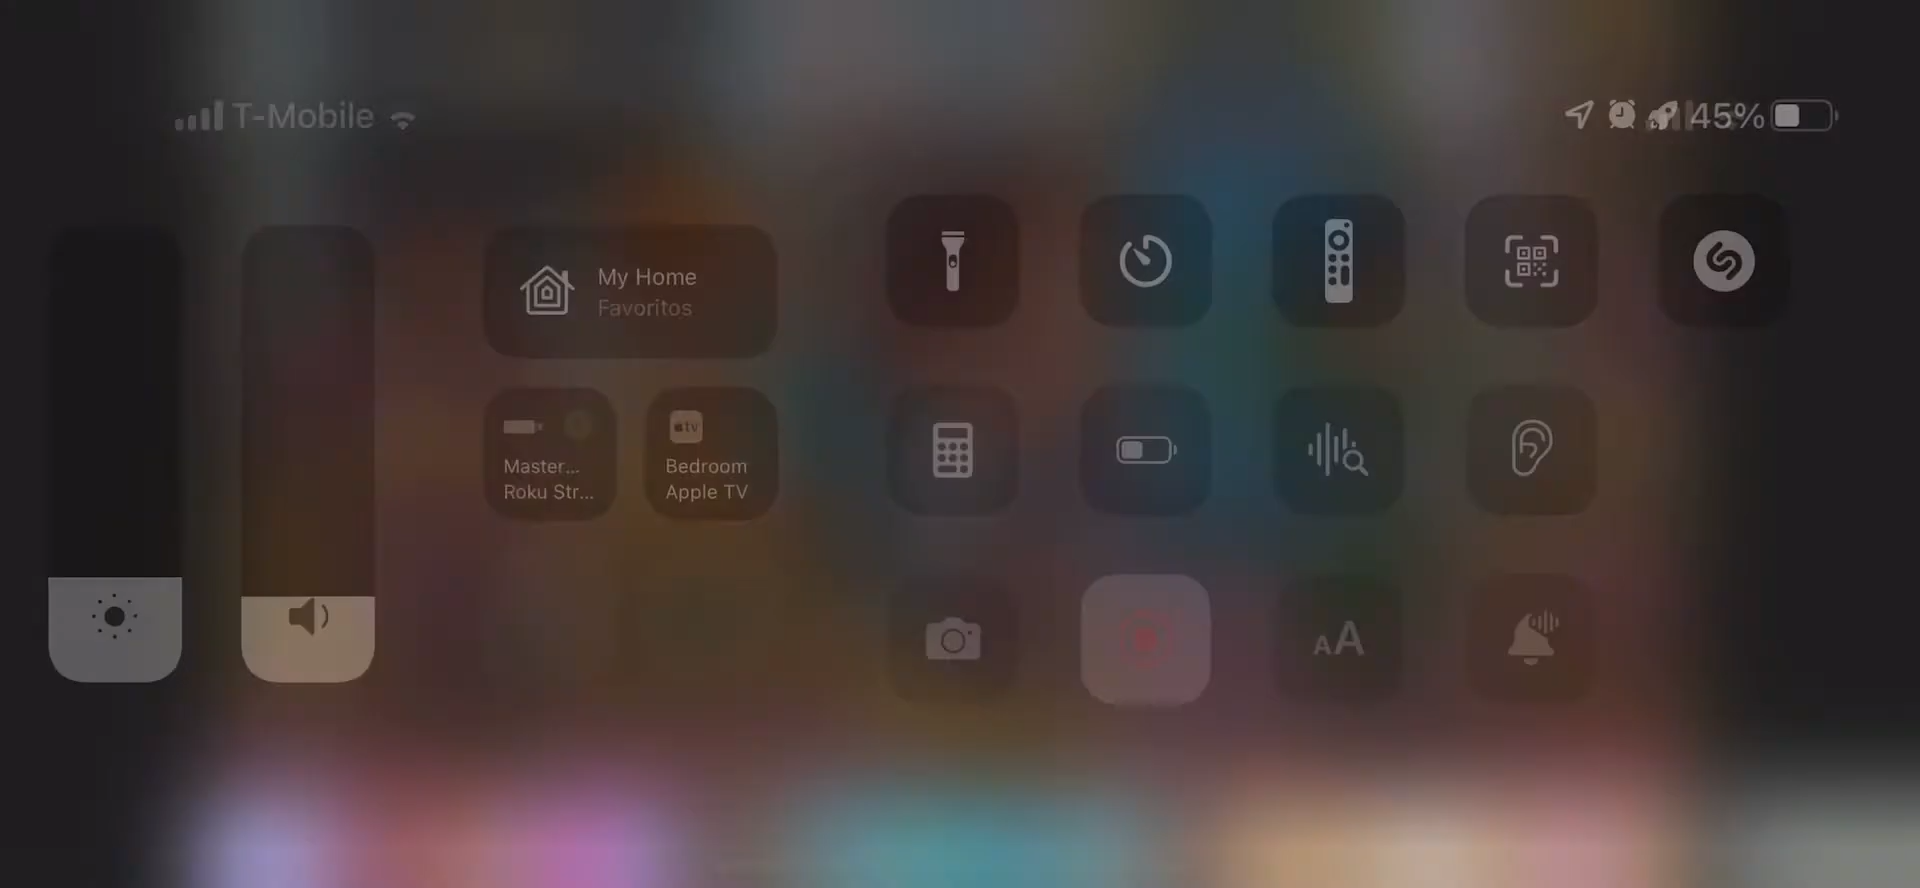 T-Mobile
45%
My Home
Favoritos
Master...
Roku Str...
tv
Bedroom
Apple TV
AA